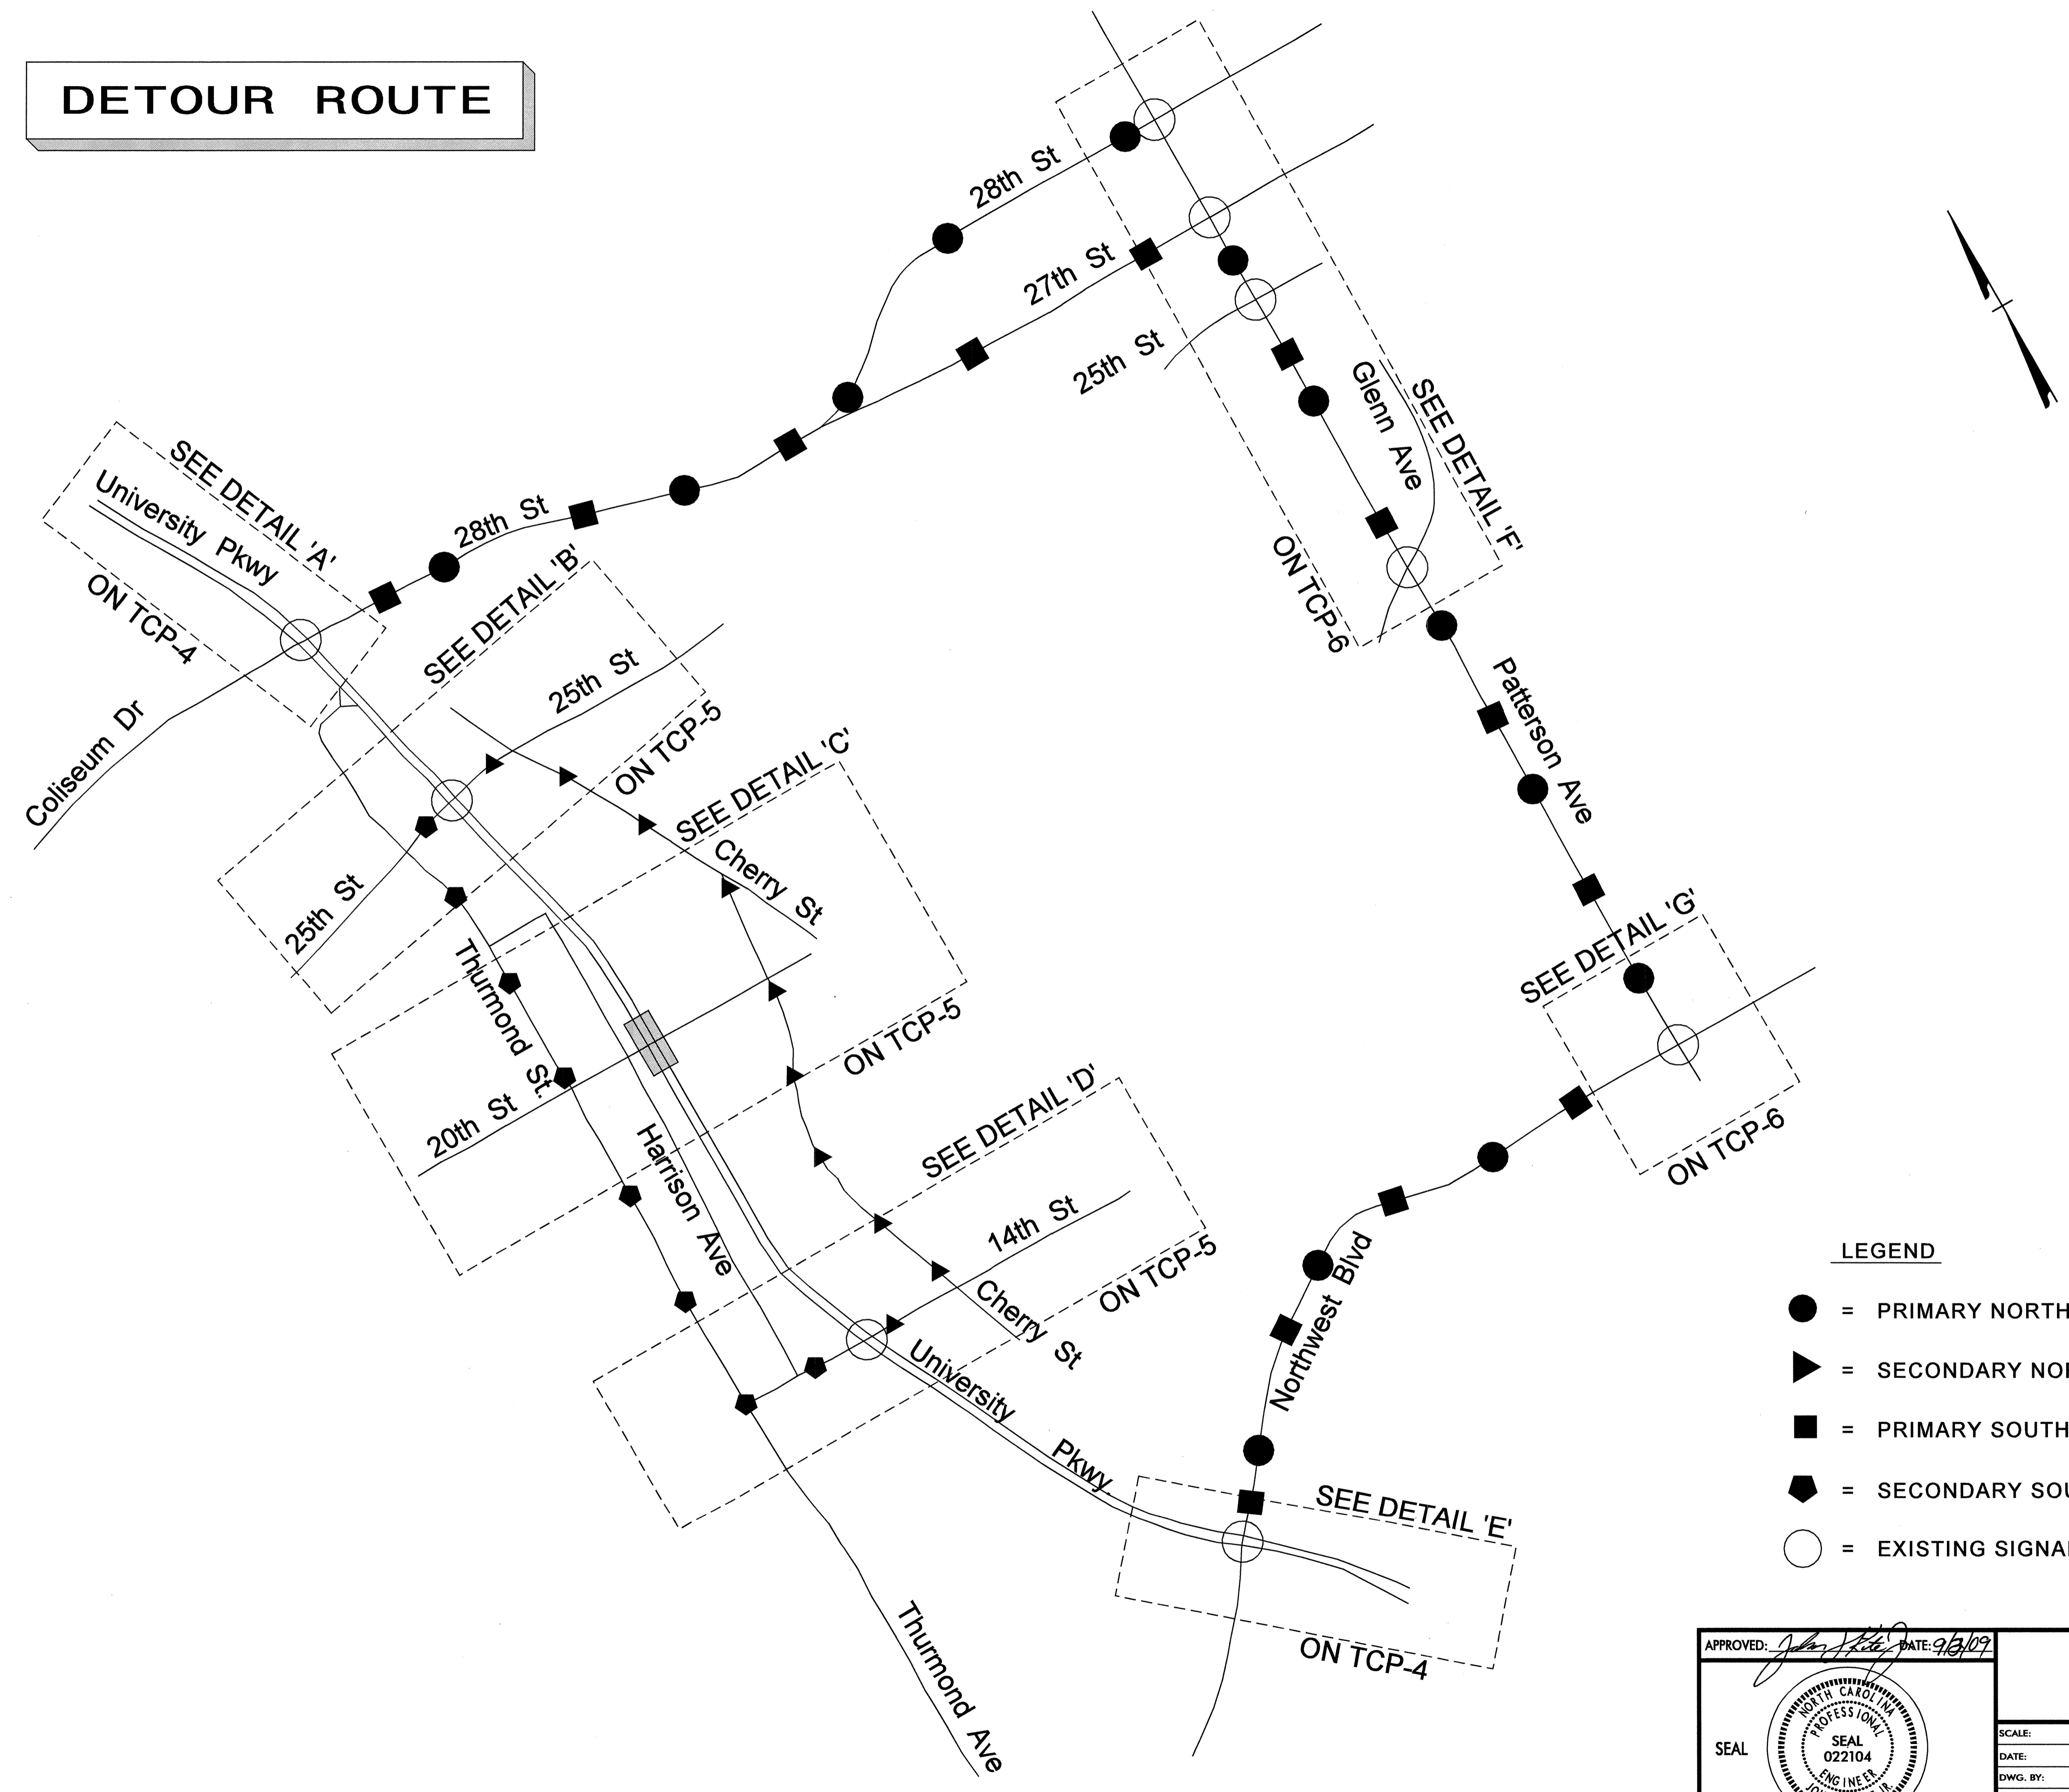 DETOUR ROUTE
28th St
27th St
25th St
Glenn Ave
SEE DETAIL 'F'
ON TCP-6
SEE DETAIL 'A'
University Pkwy
ON TCP-4
28th St
SEE DETAIL 'B'
25th St
ON TCP-5
Coliseum Dr
25th St
SEE DETAIL 'C'
Cherry St
ON TCP-5
Thurmond St.
20th St
Harrison Ave
Patterson Ave
SEE DETAIL 'G'
ON TCP-6
SEE DETAIL 'D'
14th St
ON TCP-5
Cherry St
University Pkwy.
Northwest Blvd
SEE DETAIL 'E'
ON TCP-4
Thurmond Ave
LEGEND
= PRIMARY NORTH
= SECONDARY NOR
= PRIMARY SOUTH
= SECONDARY SOU
= EXISTING SIGNA
APPROVED: DATE: 9/3/09
SEAL
NORTH CAROLINA
PROFESSIONAL
SEAL
022104
ENGINEER
SCALE:
DATE:
DWG. BY: